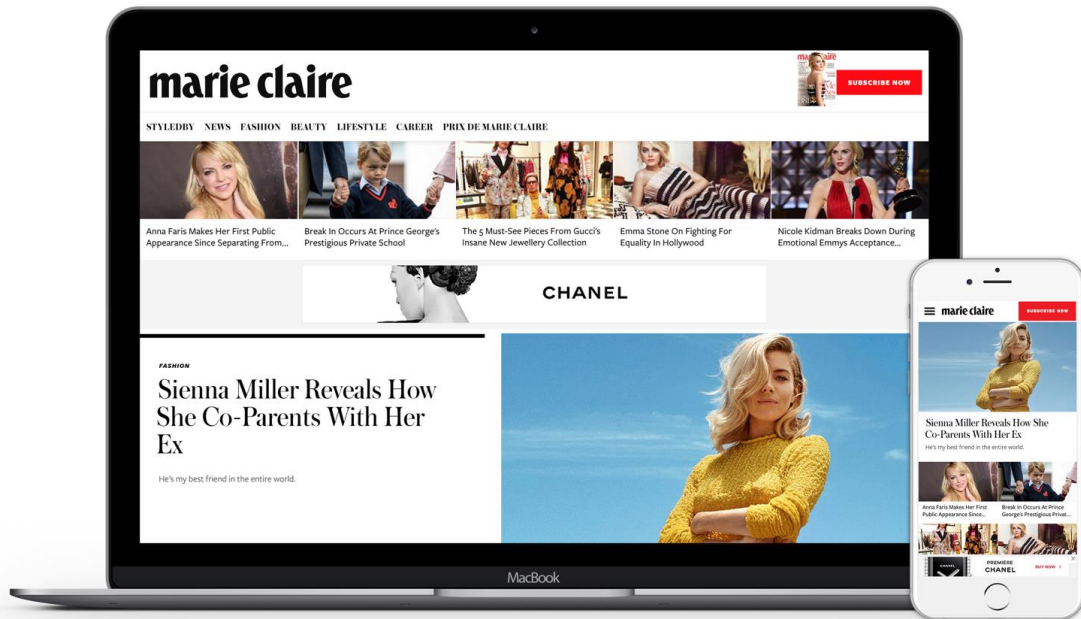 marie claire
SUBSCRIBE NOW
STYLEDBY NEWS FASHION BEAUTY LIFESTYLE CAREER PRIX DE MARIE CLAIRE
Anna Faris Makes Her First Public
Appearance Since Separating From...
Break In Occurs At Prince George's
Prestigious Private School
The 5 Must-See Pieces From Gucci's
Insane New Jewellery Collection
Emma Stone On Fighting For
Equality In Hollywood
Nicole Kidman Breaks Down During
Emotional Emmys Acceptance...
CHANEL
FASHION
Sienna Miller Reveals How
She Co-Parents With Her
Ex
He's my best friend in the entire world.
MacBook
marie claire
SUBSCRIBE NOW
Sienna Miller Reveals How She
Co-Parents With Her Ex
He's my best friend in the entire world.
Anna Faris Makes Her First
Public Appearance Since...
Break In Occurs At Prince
George's Prestigious Privat...
CHANEL
PREMIÈRE
CHANEL
BUY NOW